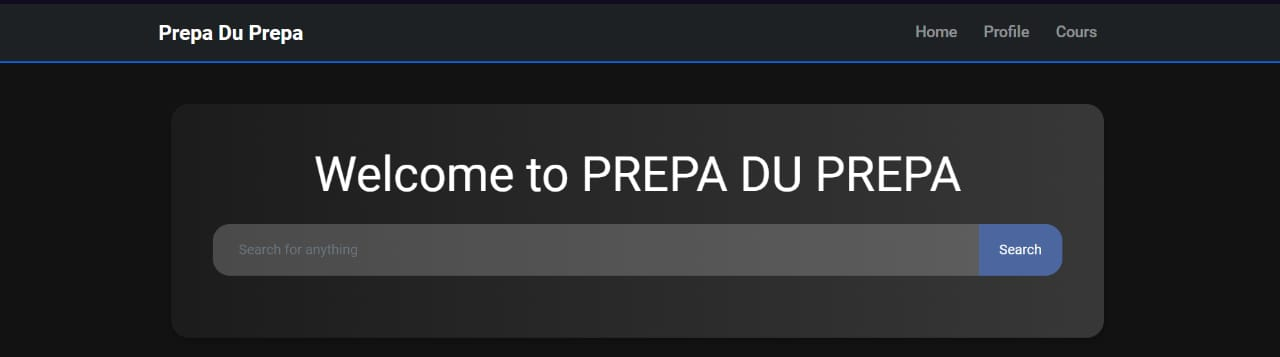 Prepa Du Prepa
Home Profile Cours
Welcome to PREPA DU PREPA
Search for anything
Search